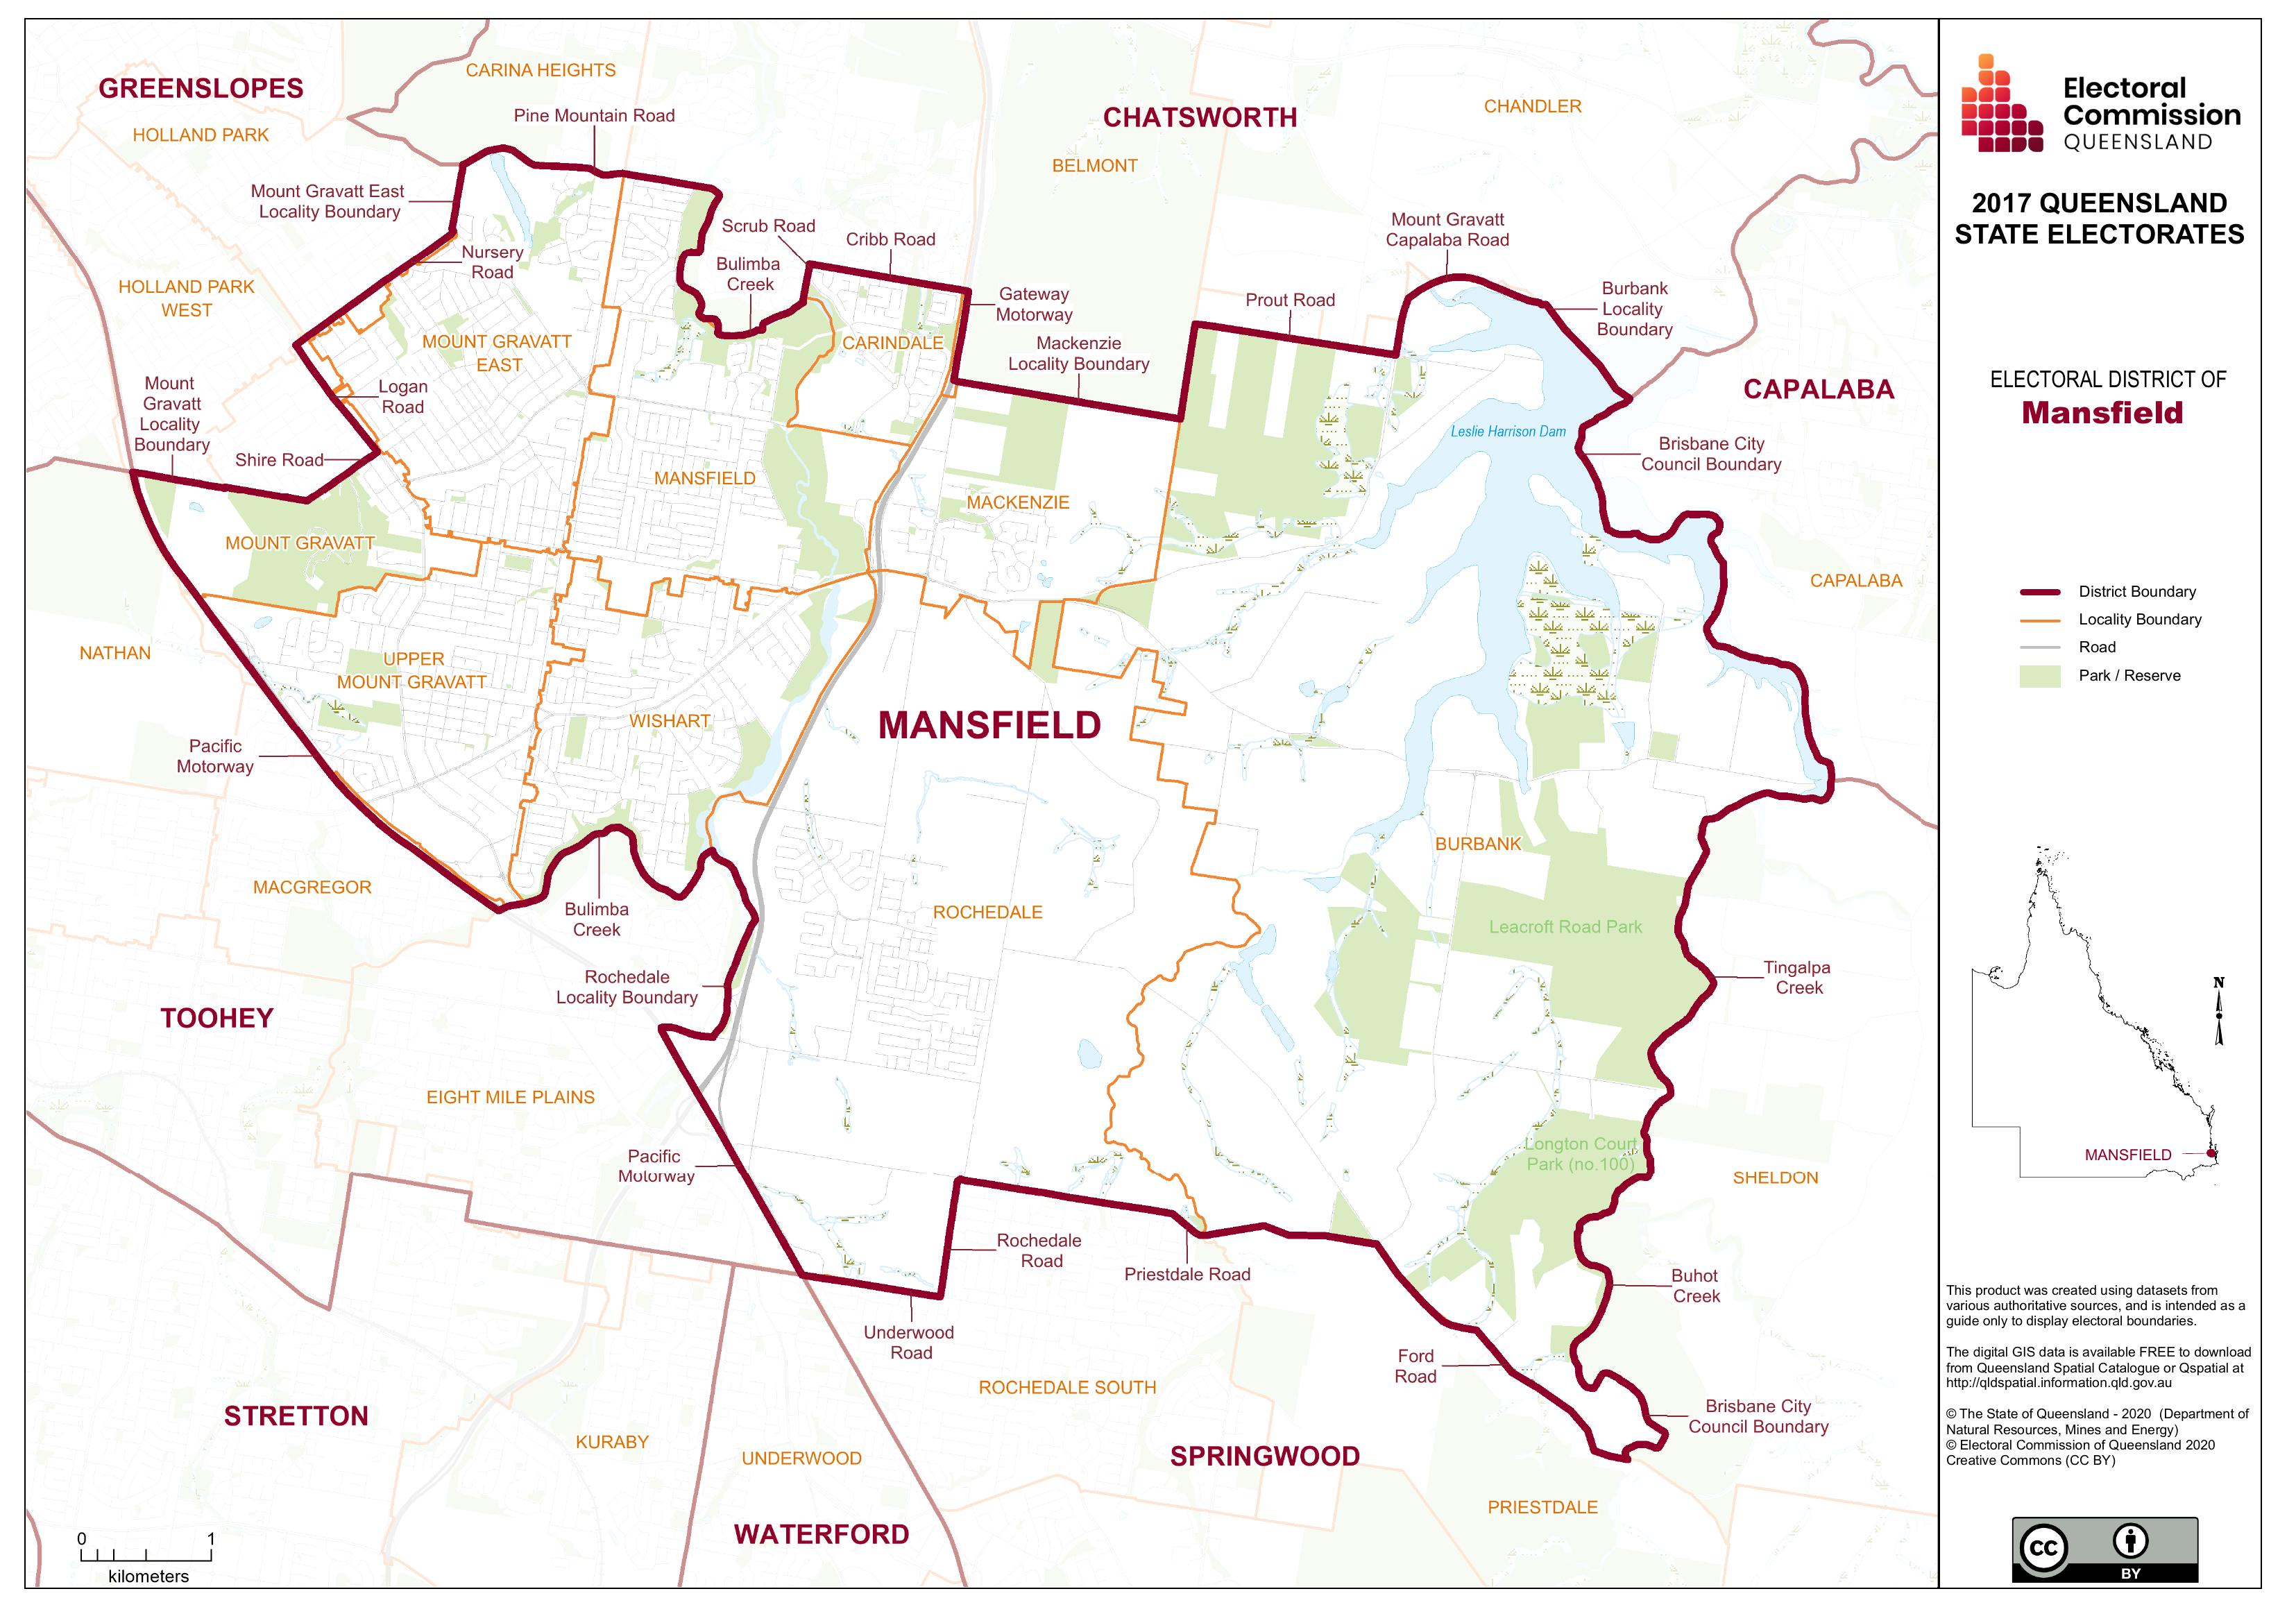 GREENSLOPES
CARINA HEIGHTS
HOLLAND PARK
Pine Mountain Road
CHATSWORTH
CHANDLER
BELMONT
Mount Gravatt East
Locality Boundary
Scrub Road
Cribb Road
Mount Gravatt
Capalaba Road
Nursery
Road
Bulimba
Creek
HOLLAND PARK
WEST
Gateway
Motorway
Prout Road
Burbank
Locality
Boundary
MOUNT GRAVATT
EAST
CARINDALE
Mackenzie
Locality Boundary
Mount
Gravatt
Locality
Boundary
Logan
Road
CAPALABA
Leslie Harrison Dam
Shire Road
Brisbane City
Council Boundary
MANSFIELD
MACKENZIE
MOUNT GRAVATT
CAPALABA
NATHAN
UPPER
MOUNT GRAVATT
WISHART
MANSFIELD
Pacific
Motorway
BURBANK
MACGREGOR
Bulimba
Creek
ROCHEDALE
Leacroft Road Park
Rochedale
Locality Boundary
Tingalpa
Creek
TOOHEY
EIGHT MILE PLAINS
Longton Court
Park (no.100)
Pacific
Motorway
SHELDON
Rochedale
Road
Priestdale Road
Buhot
Creek
Underwood
Road
Ford
Road
ROCHEDALE SOUTH
STRETTON
Brisbane City
Council Boundary
KURABY
UNDERWOOD
SPRINGWOOD
PRIESTDALE
WATERFORD
0 1
kilometers
Electoral
Commission
QUEENSLAND
2017 QUEENSLAND
STATE ELECTORATES
ELECTORAL DISTRICT OF
Mansfield
District Boundary
Locality Boundary
Road
Park / Reserve
N
MANSFIELD
This product was created using datasets from
various authoritative sources, and is intended as a
guide only to display electoral boundaries.
The digital GIS data is available FREE to download
from Queensland Spatial Catalogue or Qspatial at
http://qldspatial.information.qld.gov.au
© The State of Queensland - 2020 (Department of
Natural Resources, Mines and Energy)
© Electoral Commission of Queensland 2020
Creative Commons (CC BY)
cc
BY